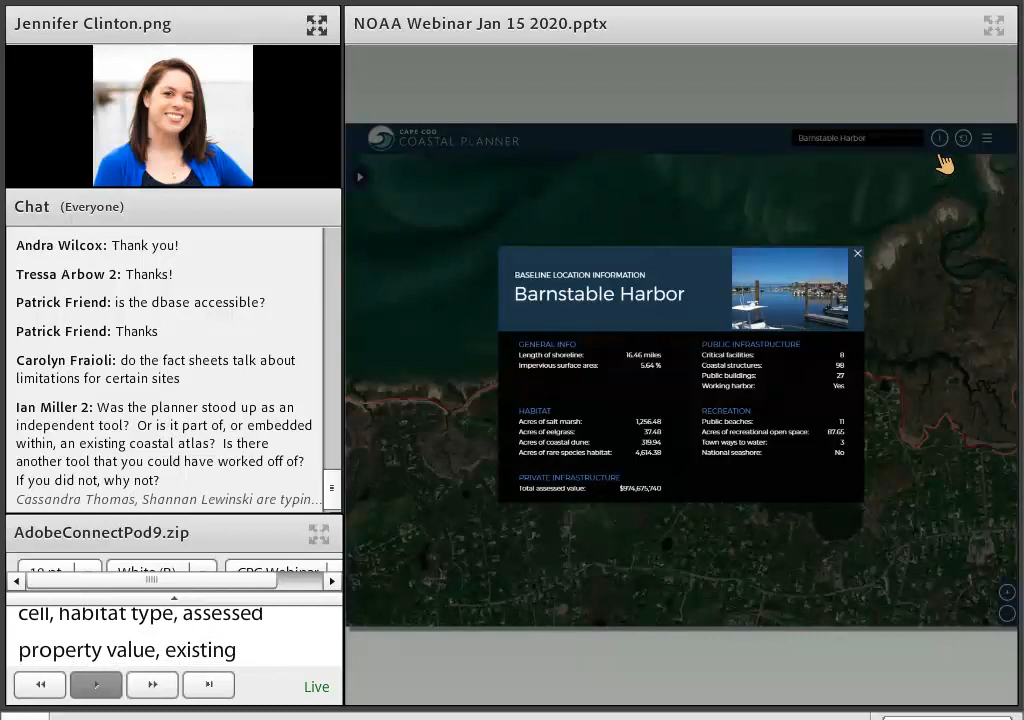 Jennifer Clinton.png
NOAA Webinar Jan 15 2020.pptx
Chat (Everyone)
Andra Wilcox: Thank you!
Tressa Arbow 2: Thanks!
Patrick Friend: is the dbase accessible?
Patrick Friend: Thanks
Carolyn Fraioli: do the fact sheets talk about
limitations for certain sites
Ian Miller 2: Was the planner stood up as an
independent tool?  Or is it part of, or embedded
within, an existing coastal atlas?  Is there
another tool that you could have worked off of?
If you did not, why not?
Cassandra Thomas, Shannan Lewinski are typin...
AdobeConnectPod9.zip
18 pt
White (B)
CPC Webinar
cell, habitat type, assessed
property value, existing
Live
CAPE COD
COASTAL PLANNER
Barnstable Harbor
BASELINE LOCATION INFORMATION
Barnstable Harbor
GENERAL INFO
Length of shoreline: 16.46 miles
Impervious surface area: 5.64 %
PUBLIC INFRASTRUCTURE
Critical facilities: 8
Coastal structures: 98
Public buildings: 27
Working harbor: Yes
HABITAT
Acres of salt marsh: 1,256.48
Acres of eelgrass: 37.48
Acres of coastal dune: 319.94
Acres of rare species habitat: 4,614.38
RECREATION
Public beaches: 11
Acres of recreational open space: 87.65
Town ways to water: 3
National seashore: No
PRIVATE INFRASTRUCTURE
Total assessed value: $974,675,740